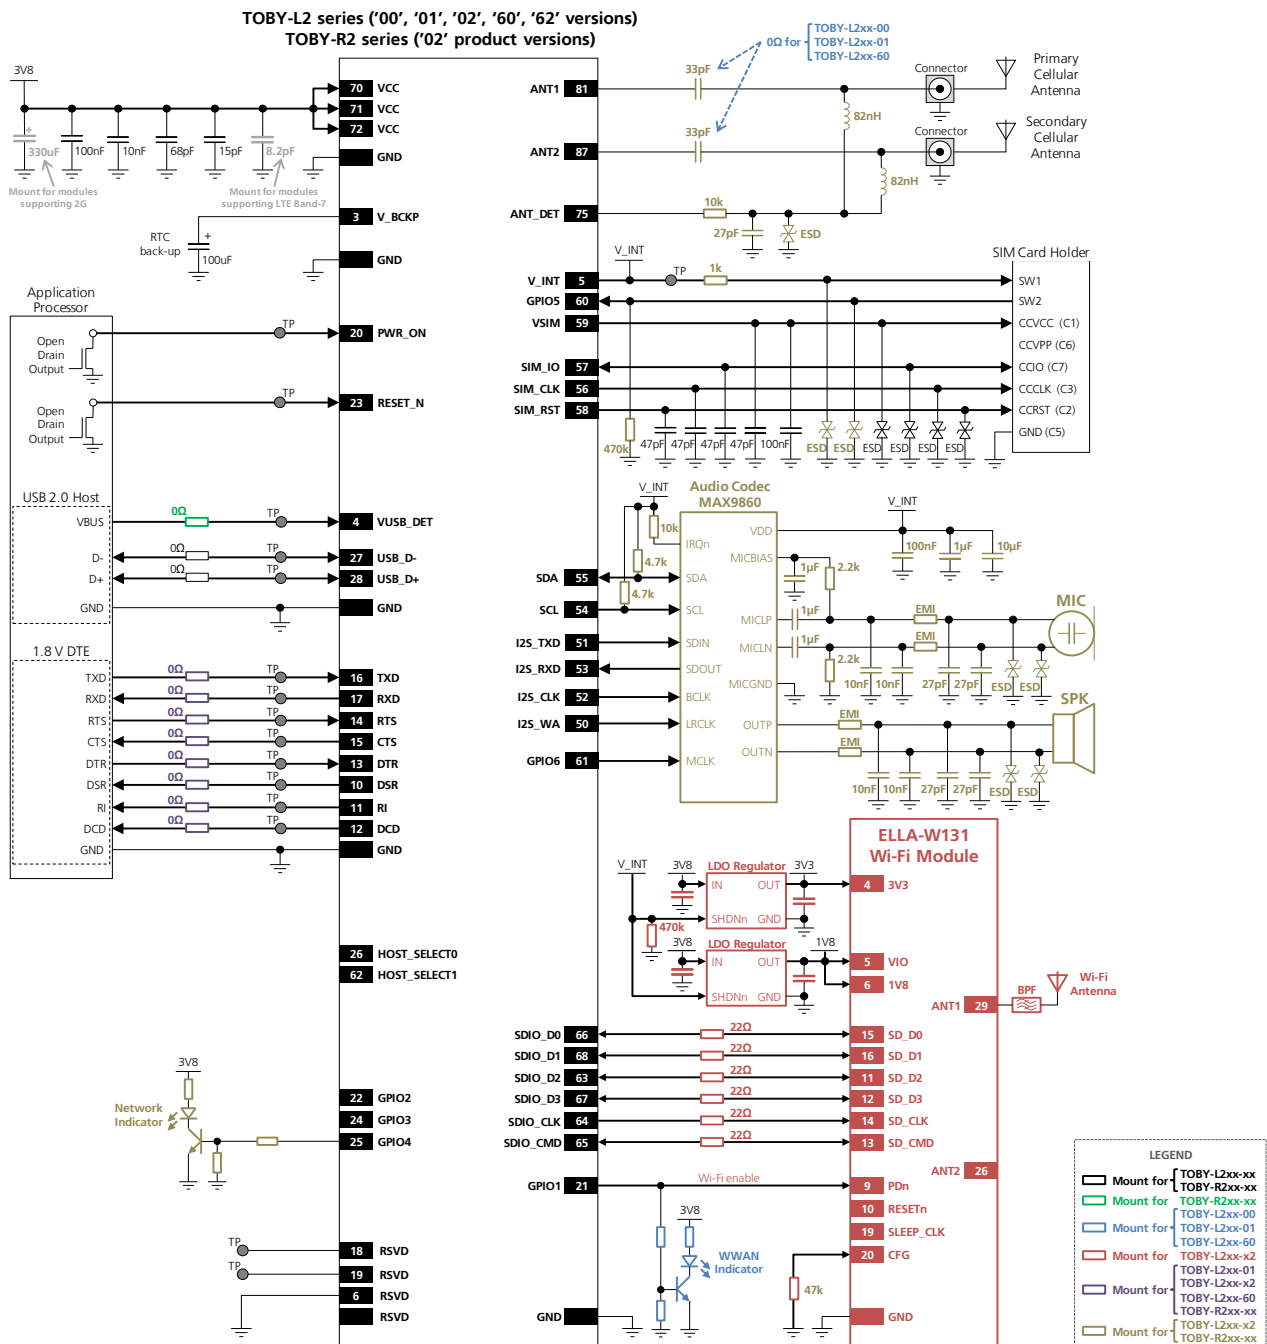 TOBY-L2 series ('00', '01', '02', '60', '62' versions)
TOBY-R2 series ('02' product versions)
3V8
330uF
100nF
10nF
68pF
15pF
8.2pF
Mount for modules
supporting 2G
Mount for modules
supporting LTE Band-7
70 VCC
71 VCC
72 VCC
GND
3 V_BCKP
RTC
back-up
+
100uF
GND
Application
Processor
Open
Drain
Output
TP
20 PWR_ON
Open
Drain
Output
TP
23 RESET_N
USB 2.0 Host
VBUS
0Ω
TP
4 VUSB_DET
D-
0Ω
TP
27 USB_D-
D+
0Ω
TP
28 USB_D+
GND
GND
1.8 V DTE
TXD 0Ω TP 16 TXD
RXD 0Ω TP 17 RXD
RTS 0Ω TP 14 RTS
CTS 0Ω TP 15 CTS
DTR 0Ω TP 13 DTR
DSR 0Ω TP 10 DSR
RI 0Ω TP 11 RI
DCD 0Ω TP 12 DCD
GND GND
26 HOST_SELECT0
62 HOST_SELECT1
3V8
Network
Indicator
22 GPIO2
24 GPIO3
25 GPIO4
TP
18 RSVD
TP
19 RSVD
6 RSVD
RSVD
ANT1 81
33pF
0Ω for
TOBY-L2xx-00
TOBY-L2xx-01
TOBY-L2xx-60
Connector
Primary
Cellular
Antenna
82nH
ANT2 87
33pF
Connector
Secondary
Cellular
Antenna
82nH
ANT_DET 75
10k
27pF
ESD
V_INT
V_INT 5
TP
1k
GPIO5 60
VSIM 59
SIM_IO 57
SIM_CLK 56
SIM_RST 58
SIM Card Holder
SW1
SW2
CCVCC (C1)
CCVPP (C6)
CCIO (C7)
CCCLK (C3)
CCRST (C2)
GND (C5)
470k
47pF
47pF
47pF
47pF
100nF
ESD
ESD
ESD
ESD
ESD
ESD
V_INT
Audio Codec
MAX9860
10k
4.7k
4.7k
IRQn
SDA 55 SDA
SCL 54 SCL
I2S_TXD 51 SDIN
I2S_RXD 53 SDOUT
I2S_CLK 52 BCLK
I2S_WA 50 LRCLK
GPIO6 61 MCLK
VDD
MICBIAS
MICLP
MICLN
MICGND
OUTP
OUTN
V_INT
100nF
1µF
10µF
1µF
2.2k
1µF
1µF
2.2k
EMI
EMI
MIC
10nF
10nF
27pF
27pF
ESD
ESD
SPK
EMI
EMI
10nF
10nF
27pF
27pF
ESD
ESD
ELLA-W131
Wi-Fi Module
V_INT
3V8
LDO Regulator
3V3
IN OUT
SHDNn GND
4 3V3
470k
3V8
LDO Regulator
1V8
IN OUT
SHDNn GND
5 VIO
6 1V8
ANT1 29
BPF
Wi-Fi
Antenna
SDIO_D0 66 22Ω 15 SD_D0
SDIO_D1 68 22Ω 16 SD_D1
SDIO_D2 63 22Ω 11 SD_D2
SDIO_D3 67 22Ω 12 SD_D3
SDIO_CLK 64 22Ω 14 SD_CLK
SDIO_CMD 65 22Ω 13 SD_CMD
ANT2 26
GPIO1 21 Wi-Fi enable 9 PDn
10 RESETn
19 SLEEP_CLK
20 CFG
3V8
WWAN
Indicator
47k
GND
GND
LEGEND
Mount for
TOBY-L2xx-xx
TOBY-R2xx-xx
Mount for TOBY-R2xx-xx
Mount for
TOBY-L2xx-00
TOBY-L2xx-01
TOBY-L2xx-60
Mount for TOBY-L2xx-x2
Mount for
TOBY-L2xx-01
TOBY-L2xx-x2
TOBY-L2xx-60
TOBY-R2xx-xx
Mount for
TOBY-L2xx-x2
TOBY-R2xx-xx